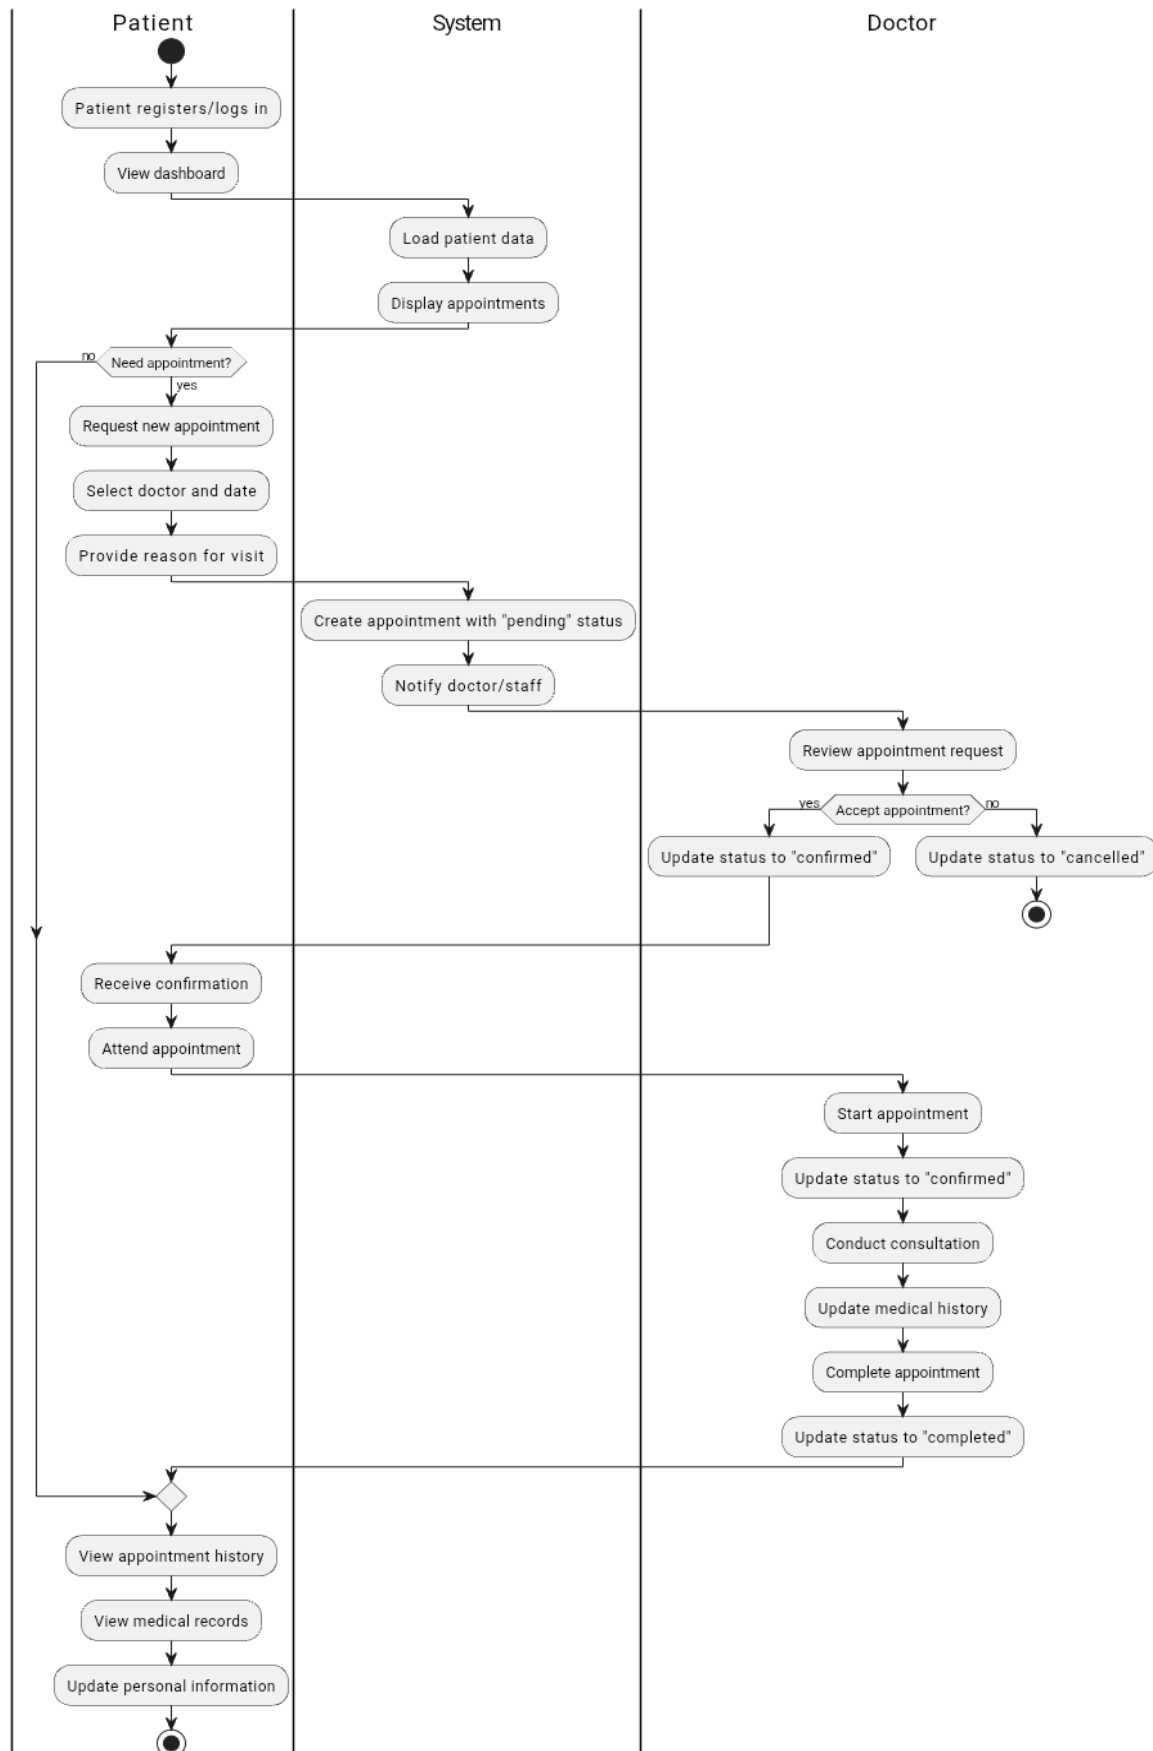 Patient
System
Doctor
Patient registers/logs in
View dashboard
Load patient data
Display appointments
no
Need appointment?
yes
Request new appointment
Select doctor and date
Provide reason for visit
Create appointment with "pending" status
Notify doctor/staff
Review appointment request
yes
Accept appointment?
no
Update status to "confirmed"
Update status to "cancelled"
Receive confirmation
Attend appointment
Start appointment
Update status to "confirmed"
Conduct consultation
Update medical history
Complete appointment
Update status to "completed"
View appointment history
View medical records
Update personal information